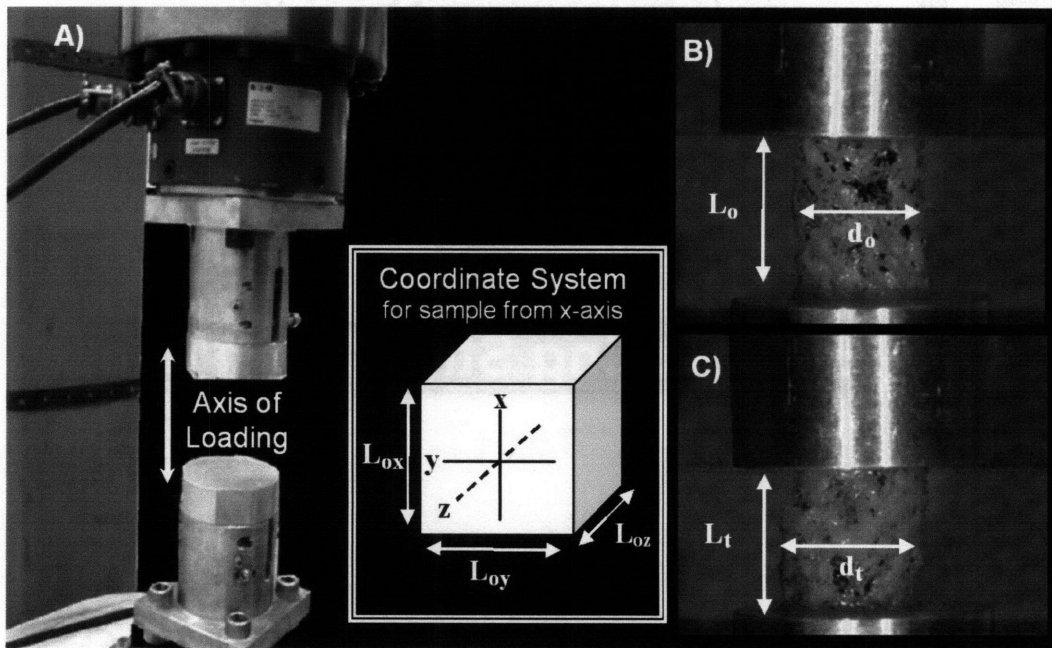 A)
Axis of
Loading
Coordinate System
for sample from x-axis
x
y
z
Lox
Loy
Loz
B)
Lo
do
C)
Lt
dt